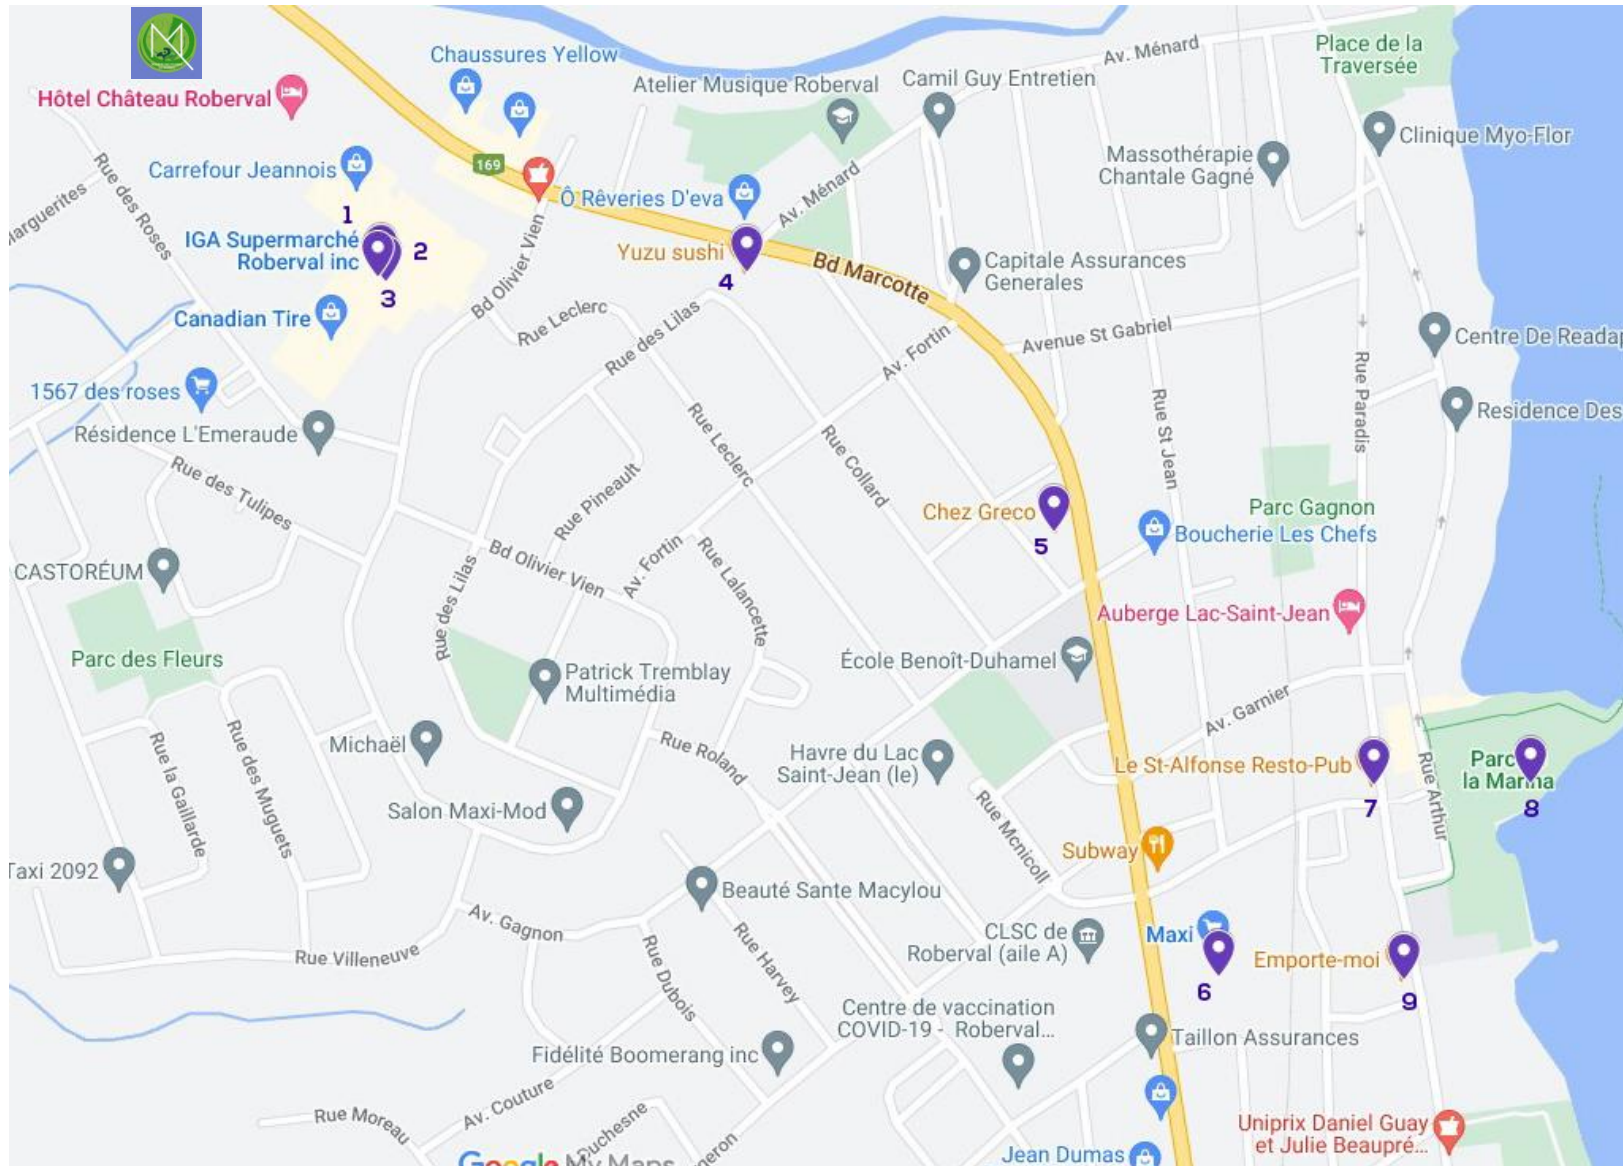 Chaussures Yellow
Place de la
Traversée
Av. Ménard
Hôtel Château Roberval
Atelier Musique Roberval
Camil Guy Entretien
Clinique Myo-Flor
169
Carrefour Jeannois
Rue des Roses
Massothérapie
Chantale Gagné
Ô Rêveries D'eva
Av. Ménard
1
IGA Supermarché
Roberval inc
2
3
Bd Olivier Vien
Yuzu sushi
4
Bd Marcotte
Capitale Assurances
Generales
Canadian Tire
Rue Leclerc
Rue des Lilas
Av. Fortin
Avenue St Gabriel
Centre De Readap
1567 des roses
Rue Paradis
Rue St Jean
Residence Des
Résidence L'Emeraude
Rue Leclerc
Rue Collard
Rue des Tulipes
Rue Pineault
Chez Greco
5
Parc Gagnon
Boucherie Les Chefs
CASTORÉUM
Bd Olivier Vien
Av. Fortin
Rue Lalancette
Rue des Lilas
Auberge Lac-Saint-Jean
Parc des Fleurs
Patrick Tremblay
Multimédia
École Benoît-Duhamel
Av. Garnier
Rue la Gaillarde
Rue des Muguets
Michaël
Rue Roland
Havre du Lac
Saint-Jean (le)
Le St-Alfonse Resto-Pub
7
Rue Arthur
Parc
la Marina
8
Salon Maxi-Mod
Rue Mcnicoll
Subway
Taxi 2092
Beauté Sante Macylou
Av. Gagnon
Rue Villeneuve
Rue Dubois
Rue Harvey
CLSC de
Roberval (aile A)
Maxi
6
Emporte-moi
9
Centre de vaccination
COVID-19 - Roberval...
Fidélité Boomerang inc
Taillon Assurances
Rue Moreau
Av. Couture
Duchesne
Uniprix Daniel Guay
et Julie Beaupré...
Jean Dumas
Google My Maps